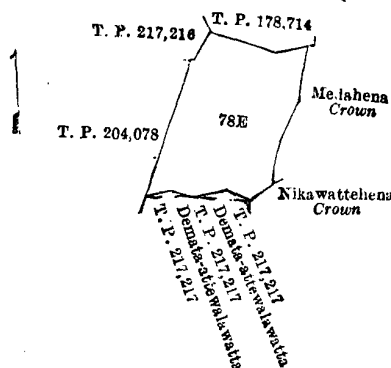 T. P. 178,714
T. P. 217,216
Crown
T. P. 204,078
78E
Nikawattehena
Crown
T. P. 217,217
Demata-attewalawatta
T. P. 217,217
Demata-attewalawatta
T. P. 217,217